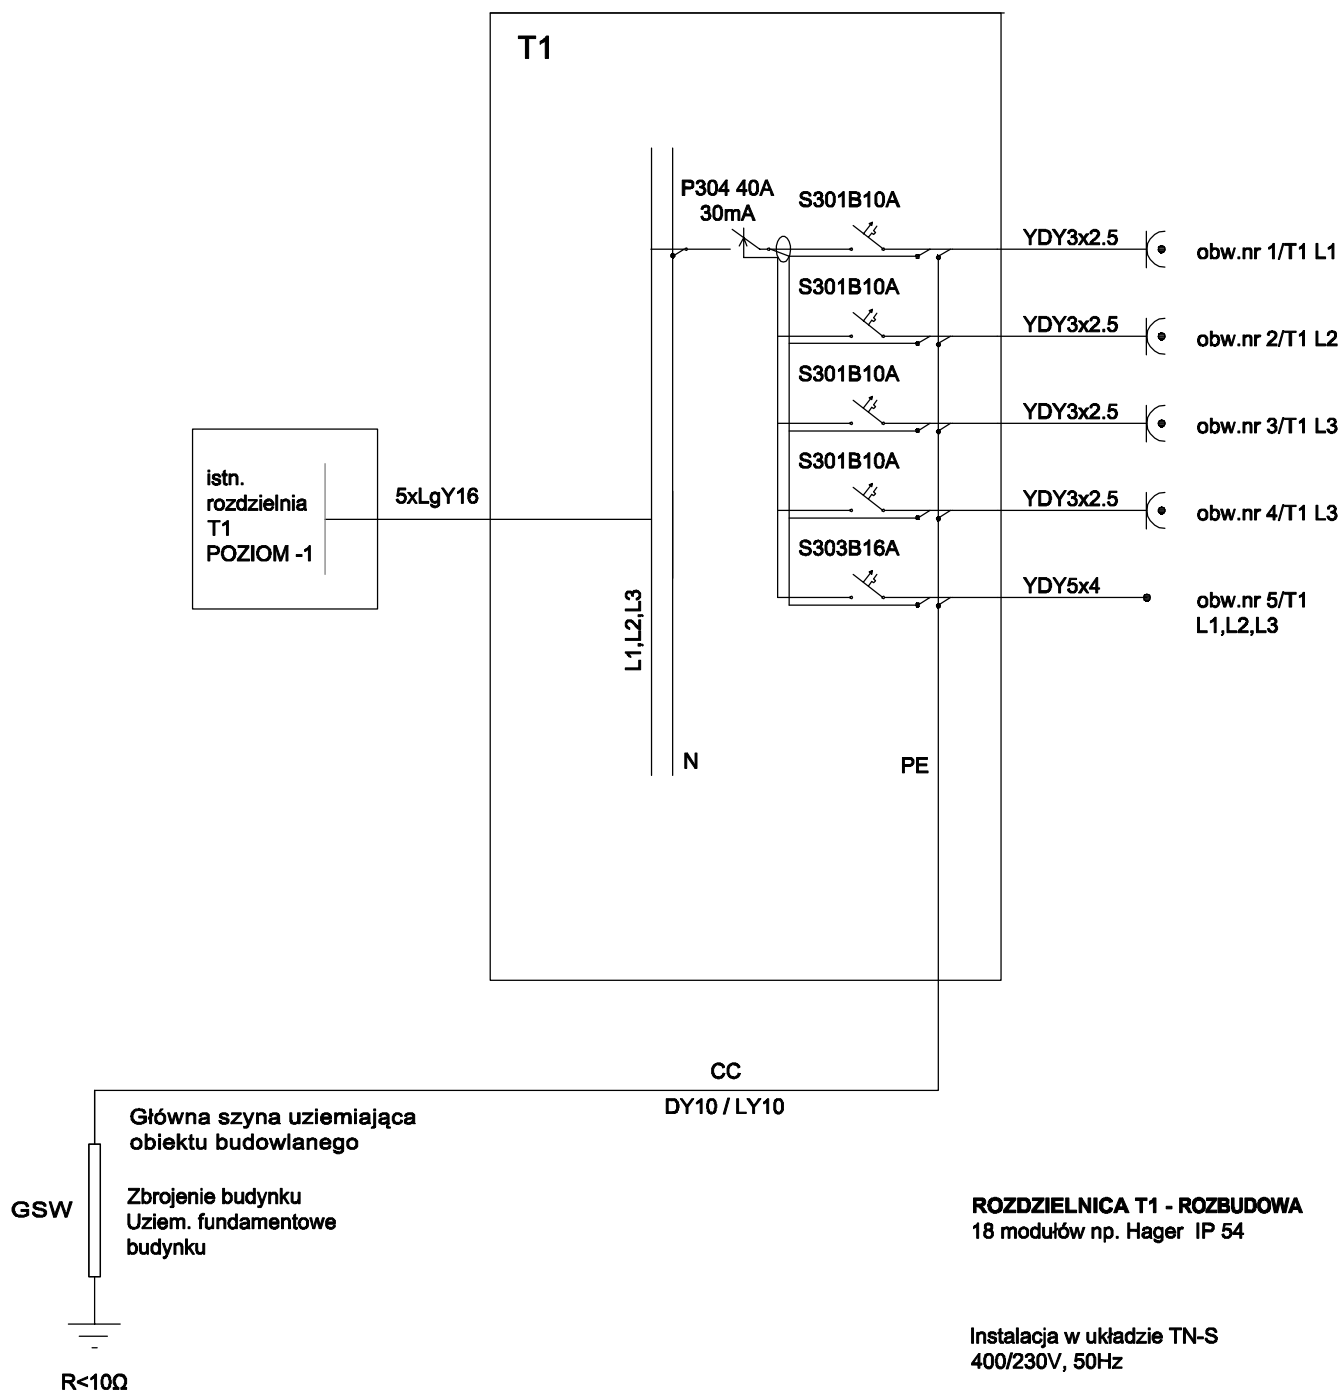 T1
P304 40A
30mA
S301B10A
YDY3x2.5
obw.nr 1/T1 L1
S301B10A
YDY3x2.5
obw.nr 2/T1 L2
S301B10A
YDY3x2.5
obw.nr 3/T1 L3
S301B10A
YDY3x2.5
obw.nr 4/T1 L3
S303B16A
YDY5x4
obw.nr 5/T1
L1,L2,L3
istn.
rozdzielnia
T1
POZIOM -1
5xLgY16
L1,L2,L3
N
PE
CC
DY10 / LY10
Główna szyna uziemiająca
obiektu budowlanego
GSW
Zbrojenie budynku
Uziem. fundamentowe
budynku
R<10Ω
ROZDZIELNICA T1 - ROZBUDOWA
18 modułów np. Hager IP 54
Instalacja w układzie TN-S
400/230V, 50Hz